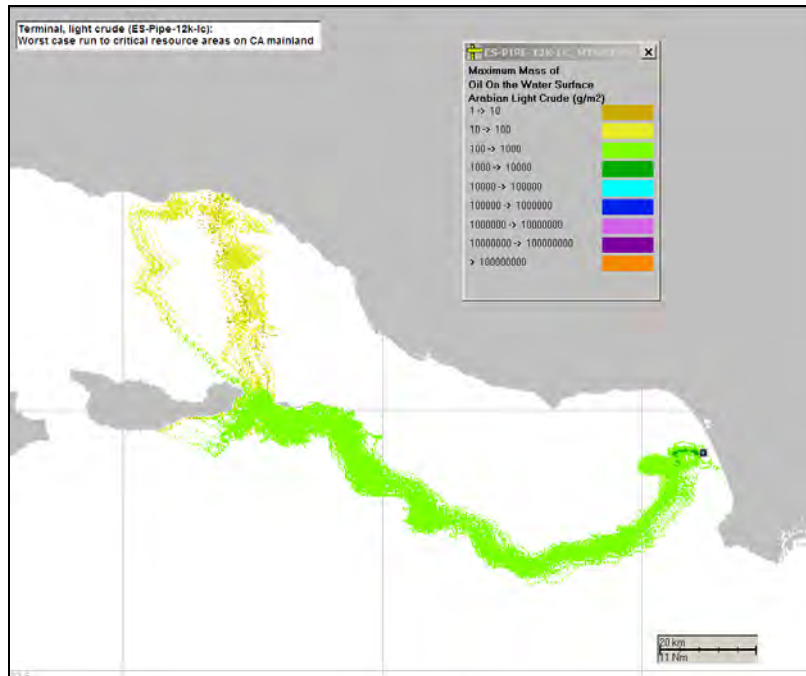 Terminal, light crude (ES-Pipe-12k-lc):
Worst case run to critical resource areas on CA mainland
Maximum Mass of
Oil On the Water Surface
Arabian Light Crude (g/m2)
1 -> 10
10 -> 100
100 -> 1000
1000 -> 10000
10000 -> 100000
100000 -> 1000000
1000000 -> 10000000
10000000 -> 100000000
> 100000000
20 km
11 Nm